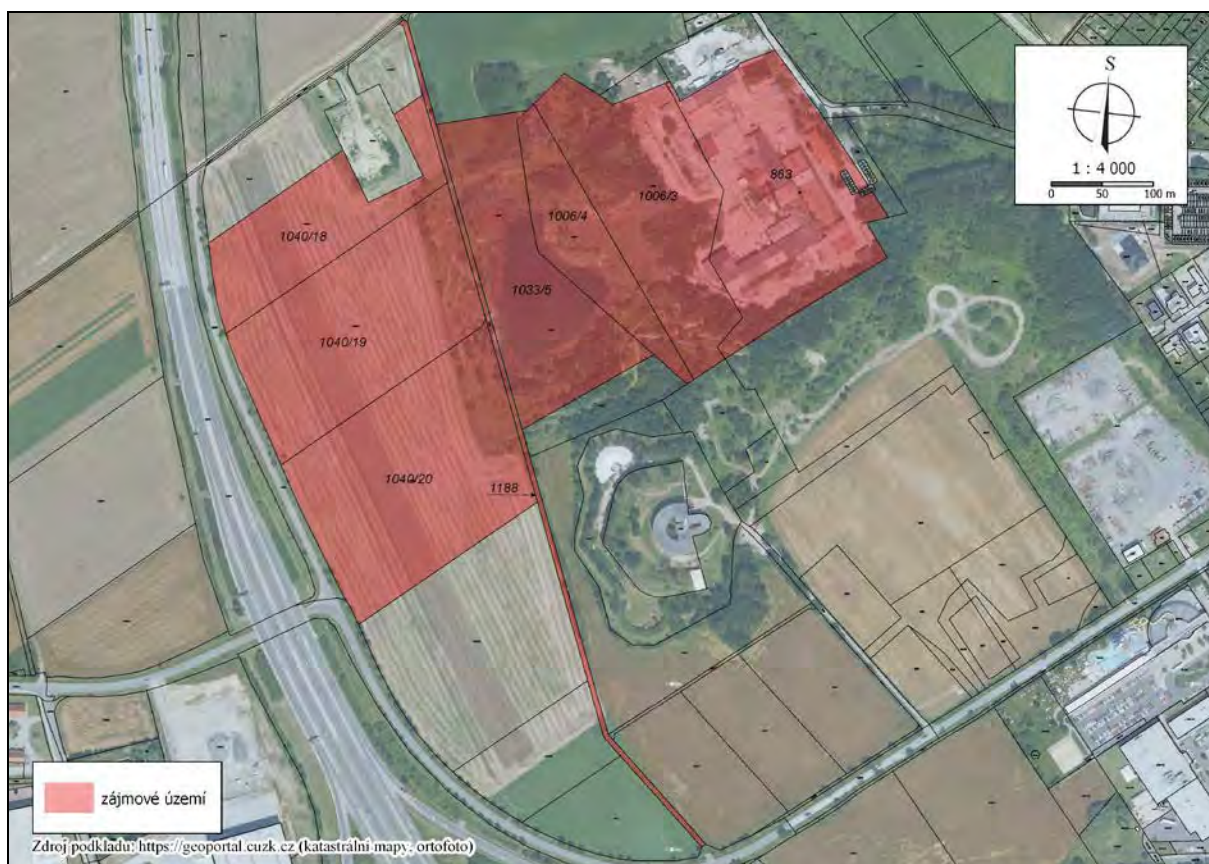 S
1 : 4 000
0 50 100 m
863
1006/3
1006/4
1040/18
1033/5
1040/19
1040/20
1188
zájmové území
Zdroj podkladu: https://geoportal.cuzk.cz (katastrální mapy, ortofoto)